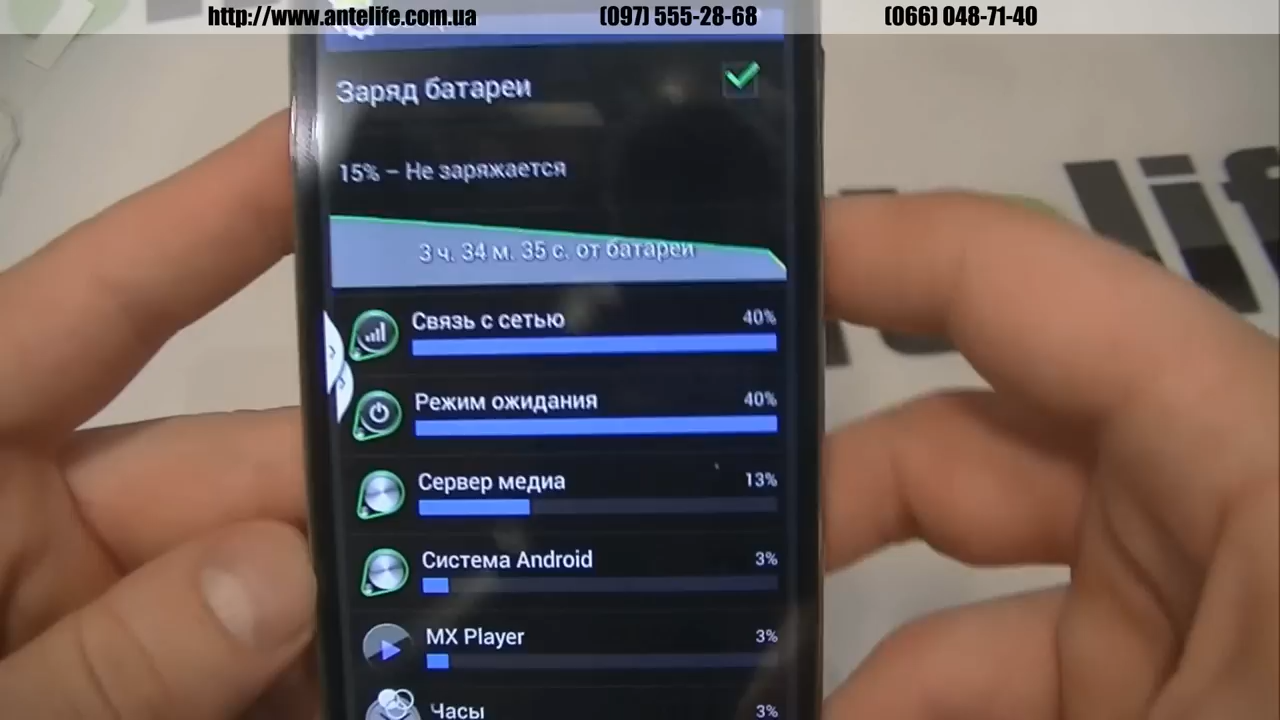 http://www.antelife.com.ua (097) 555-28-68 (066) 048-71-40
Заряд батареи
15% – Не заряжается
3 ч. 34 м. 35 с. от батареи
Связь с сетью 40%
Режим ожидания 40%
Сервер медиа 13%
Система Android 3%
MX Player 3%
Часы 3%